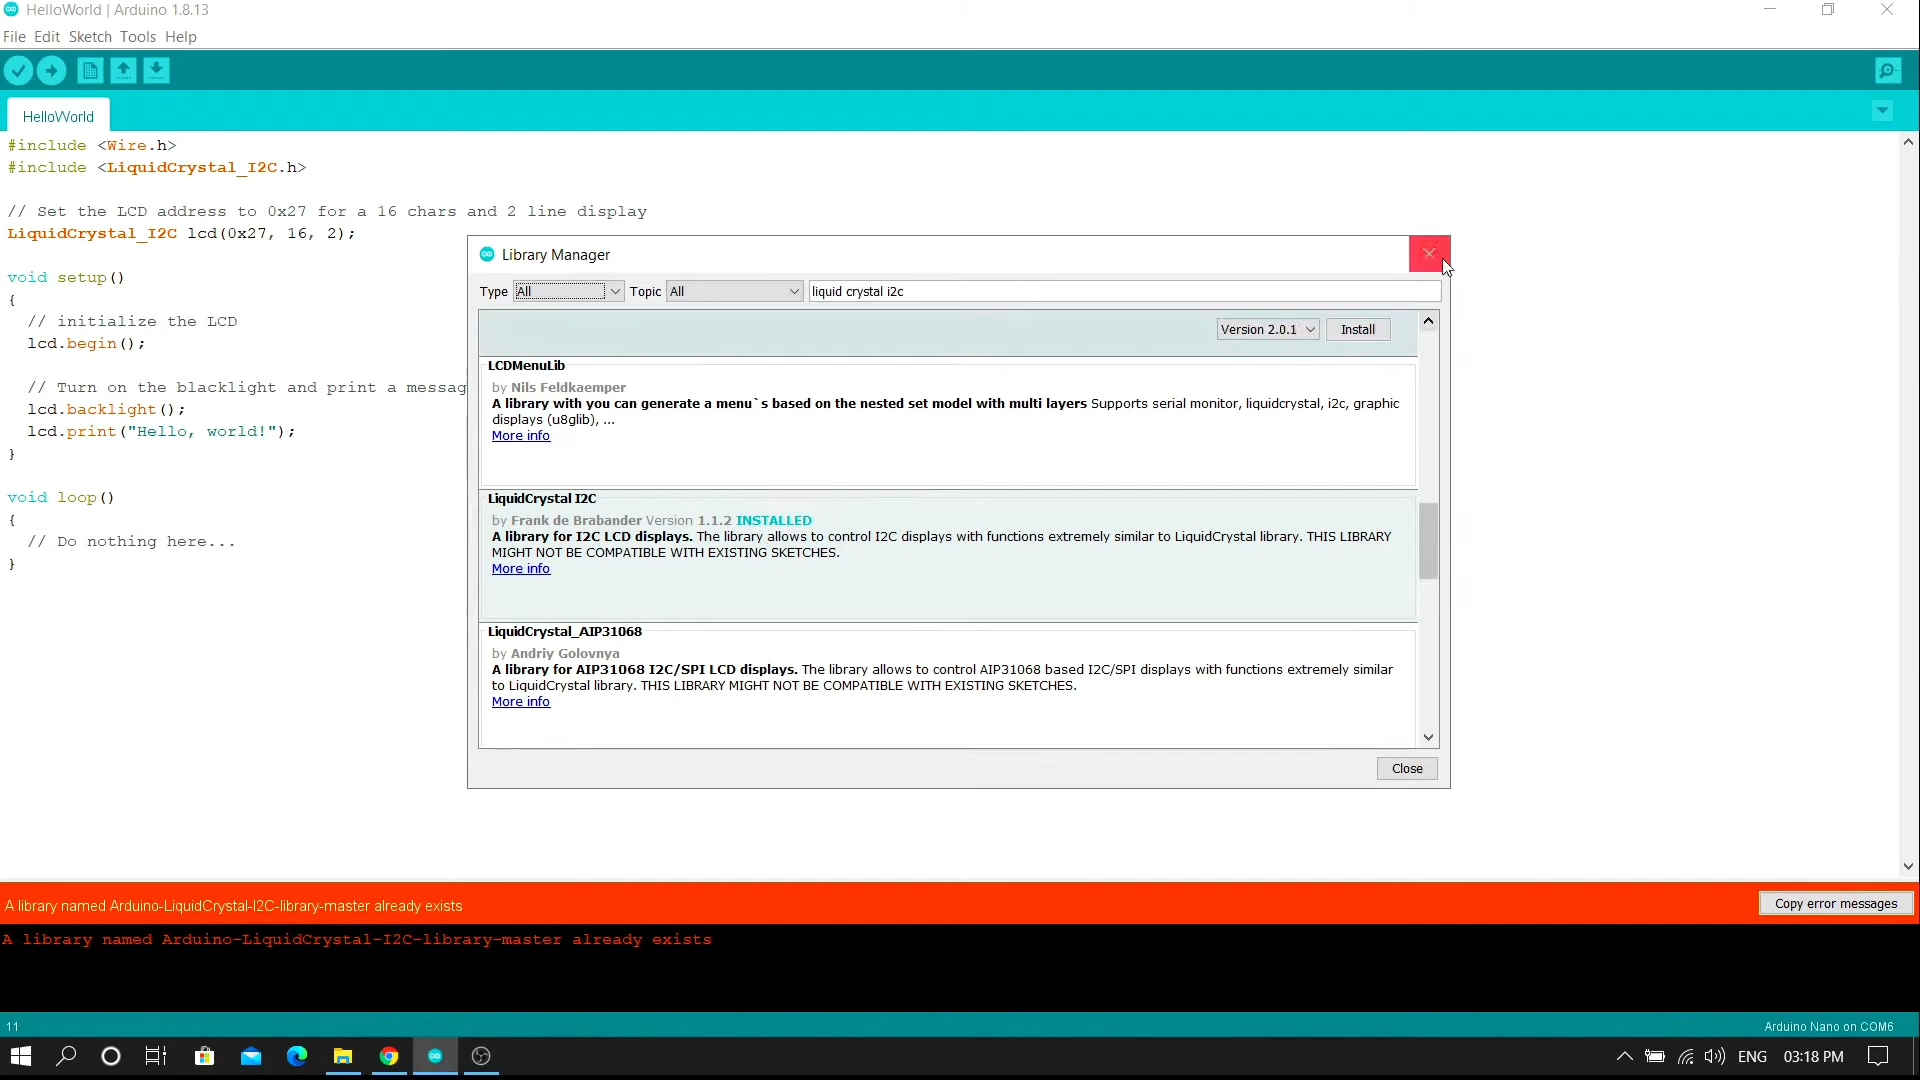 HelloWorld | Arduino 1.8.13
File Edit Sketch Tools Help
HelloWorld
#include <Wire.h>
#include <LiquidCrystal_I2C.h>
// Set the LCD address to 0x27 for a 16 chars and 2 line display
LiquidCrystal_I2C lcd(0x27, 16, 2);
void setup()
{
// initialize the LCD
lcd.begin();
// Turn on the blacklight and print a messag
lcd.backlight();
lcd.print("Hello, world!");
}
void loop()
{
// Do nothing here...
}
Library Manager
Type All Topic All liquid crystal i2c
Version 2.0.1 Install
LCDMenuLib
by Nils Feldkaemper
A library with you can generate a menu`s based on the nested set model with multi layers Supports serial monitor, liquidcrystal, i2c, graphic
displays (u8glib), ...
More info
LiquidCrystal I2C
by Frank de Brabander Version 1.1.2 INSTALLED
A library for I2C LCD displays. The library allows to control I2C displays with functions extremely similar to LiquidCrystal library. THIS LIBRARY
MIGHT NOT BE COMPATIBLE WITH EXISTING SKETCHES.
More info
LiquidCrystal_AIP31068
by Andriy Golovnya
A library for AIP31068 I2C/SPI LCD displays. The library allows to control AIP31068 based I2C/SPI displays with functions extremely similar
to LiquidCrystal library. THIS LIBRARY MIGHT NOT BE COMPATIBLE WITH EXISTING SKETCHES.
More info
Close
A library named Arduino-LiquidCrystal-I2C-library-master already exists
Copy error messages
A library named Arduino-LiquidCrystal-I2C-library-master already exists
11
Arduino Nano on COM6
ENG 03:18 PM